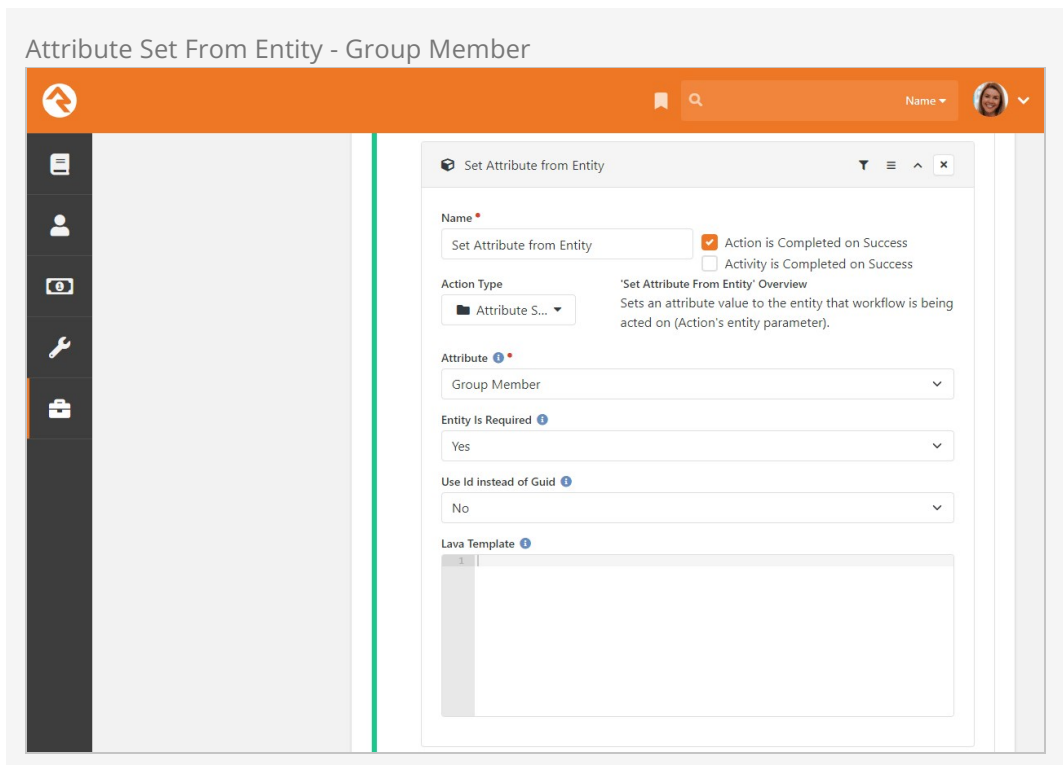 Attribute Set From Entity - Group Member
Name
Set Attribute from Entity
Name
Set Attribute from Entity
Action is Completed on Success
Activity is Completed on Success
Action Type
Attribute S...
'Set Attribute From Entity' Overview
Sets an attribute value to the entity that workflow is being
acted on (Action's entity parameter).
Attribute
Group Member
Entity Is Required
Yes
Use Id instead of Guid
No
Lava Template
1